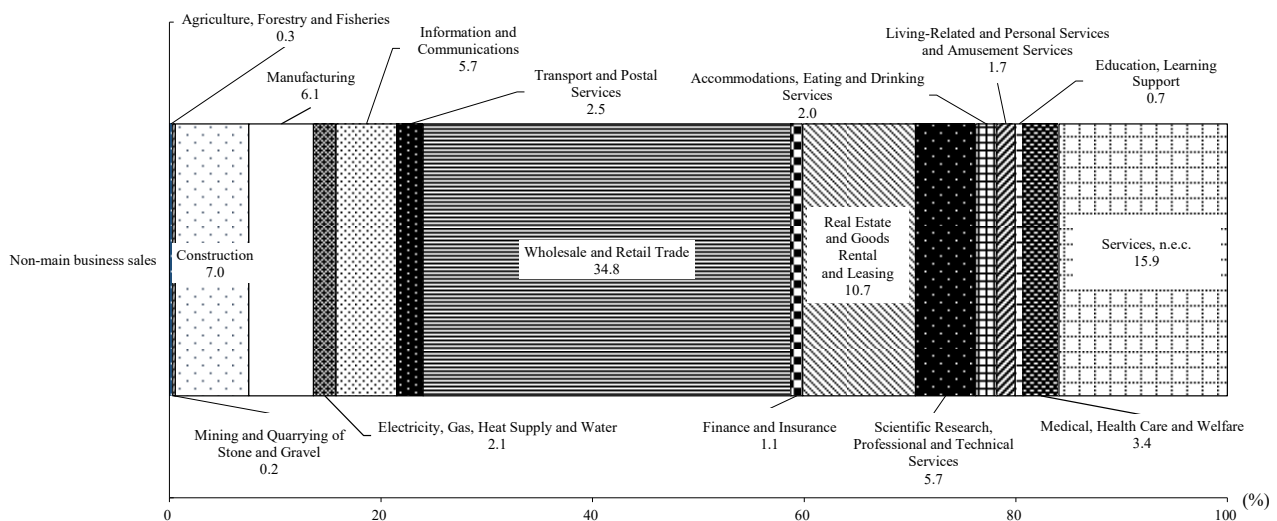 Agriculture, Forestry and Fisheries
0.3
Manufacturing
6.1
Information and
Communications
5.7
Transport and Postal
Services
2.5
Accommodations, Eating and Drinking
Services
2.0
Living-Related and Personal Services
and Amusement Services
1.7
Education, Learning
Support
0.7
Non-main business sales
Construction
7.0
Wholesale and Retail Trade
34.8
Real Estate
and Goods
Rental
and Leasing
10.7
Services, n.e.c.
15.9
Mining and Quarrying of
Stone and Gravel
0.2
Electricity, Gas, Heat Supply and Water
2.1
Finance and Insurance
1.1
Scientific Research,
Professional and Technical
Services
5.7
Medical, Health Care and Welfare
3.4
0 20 40 60 80 100 (%)